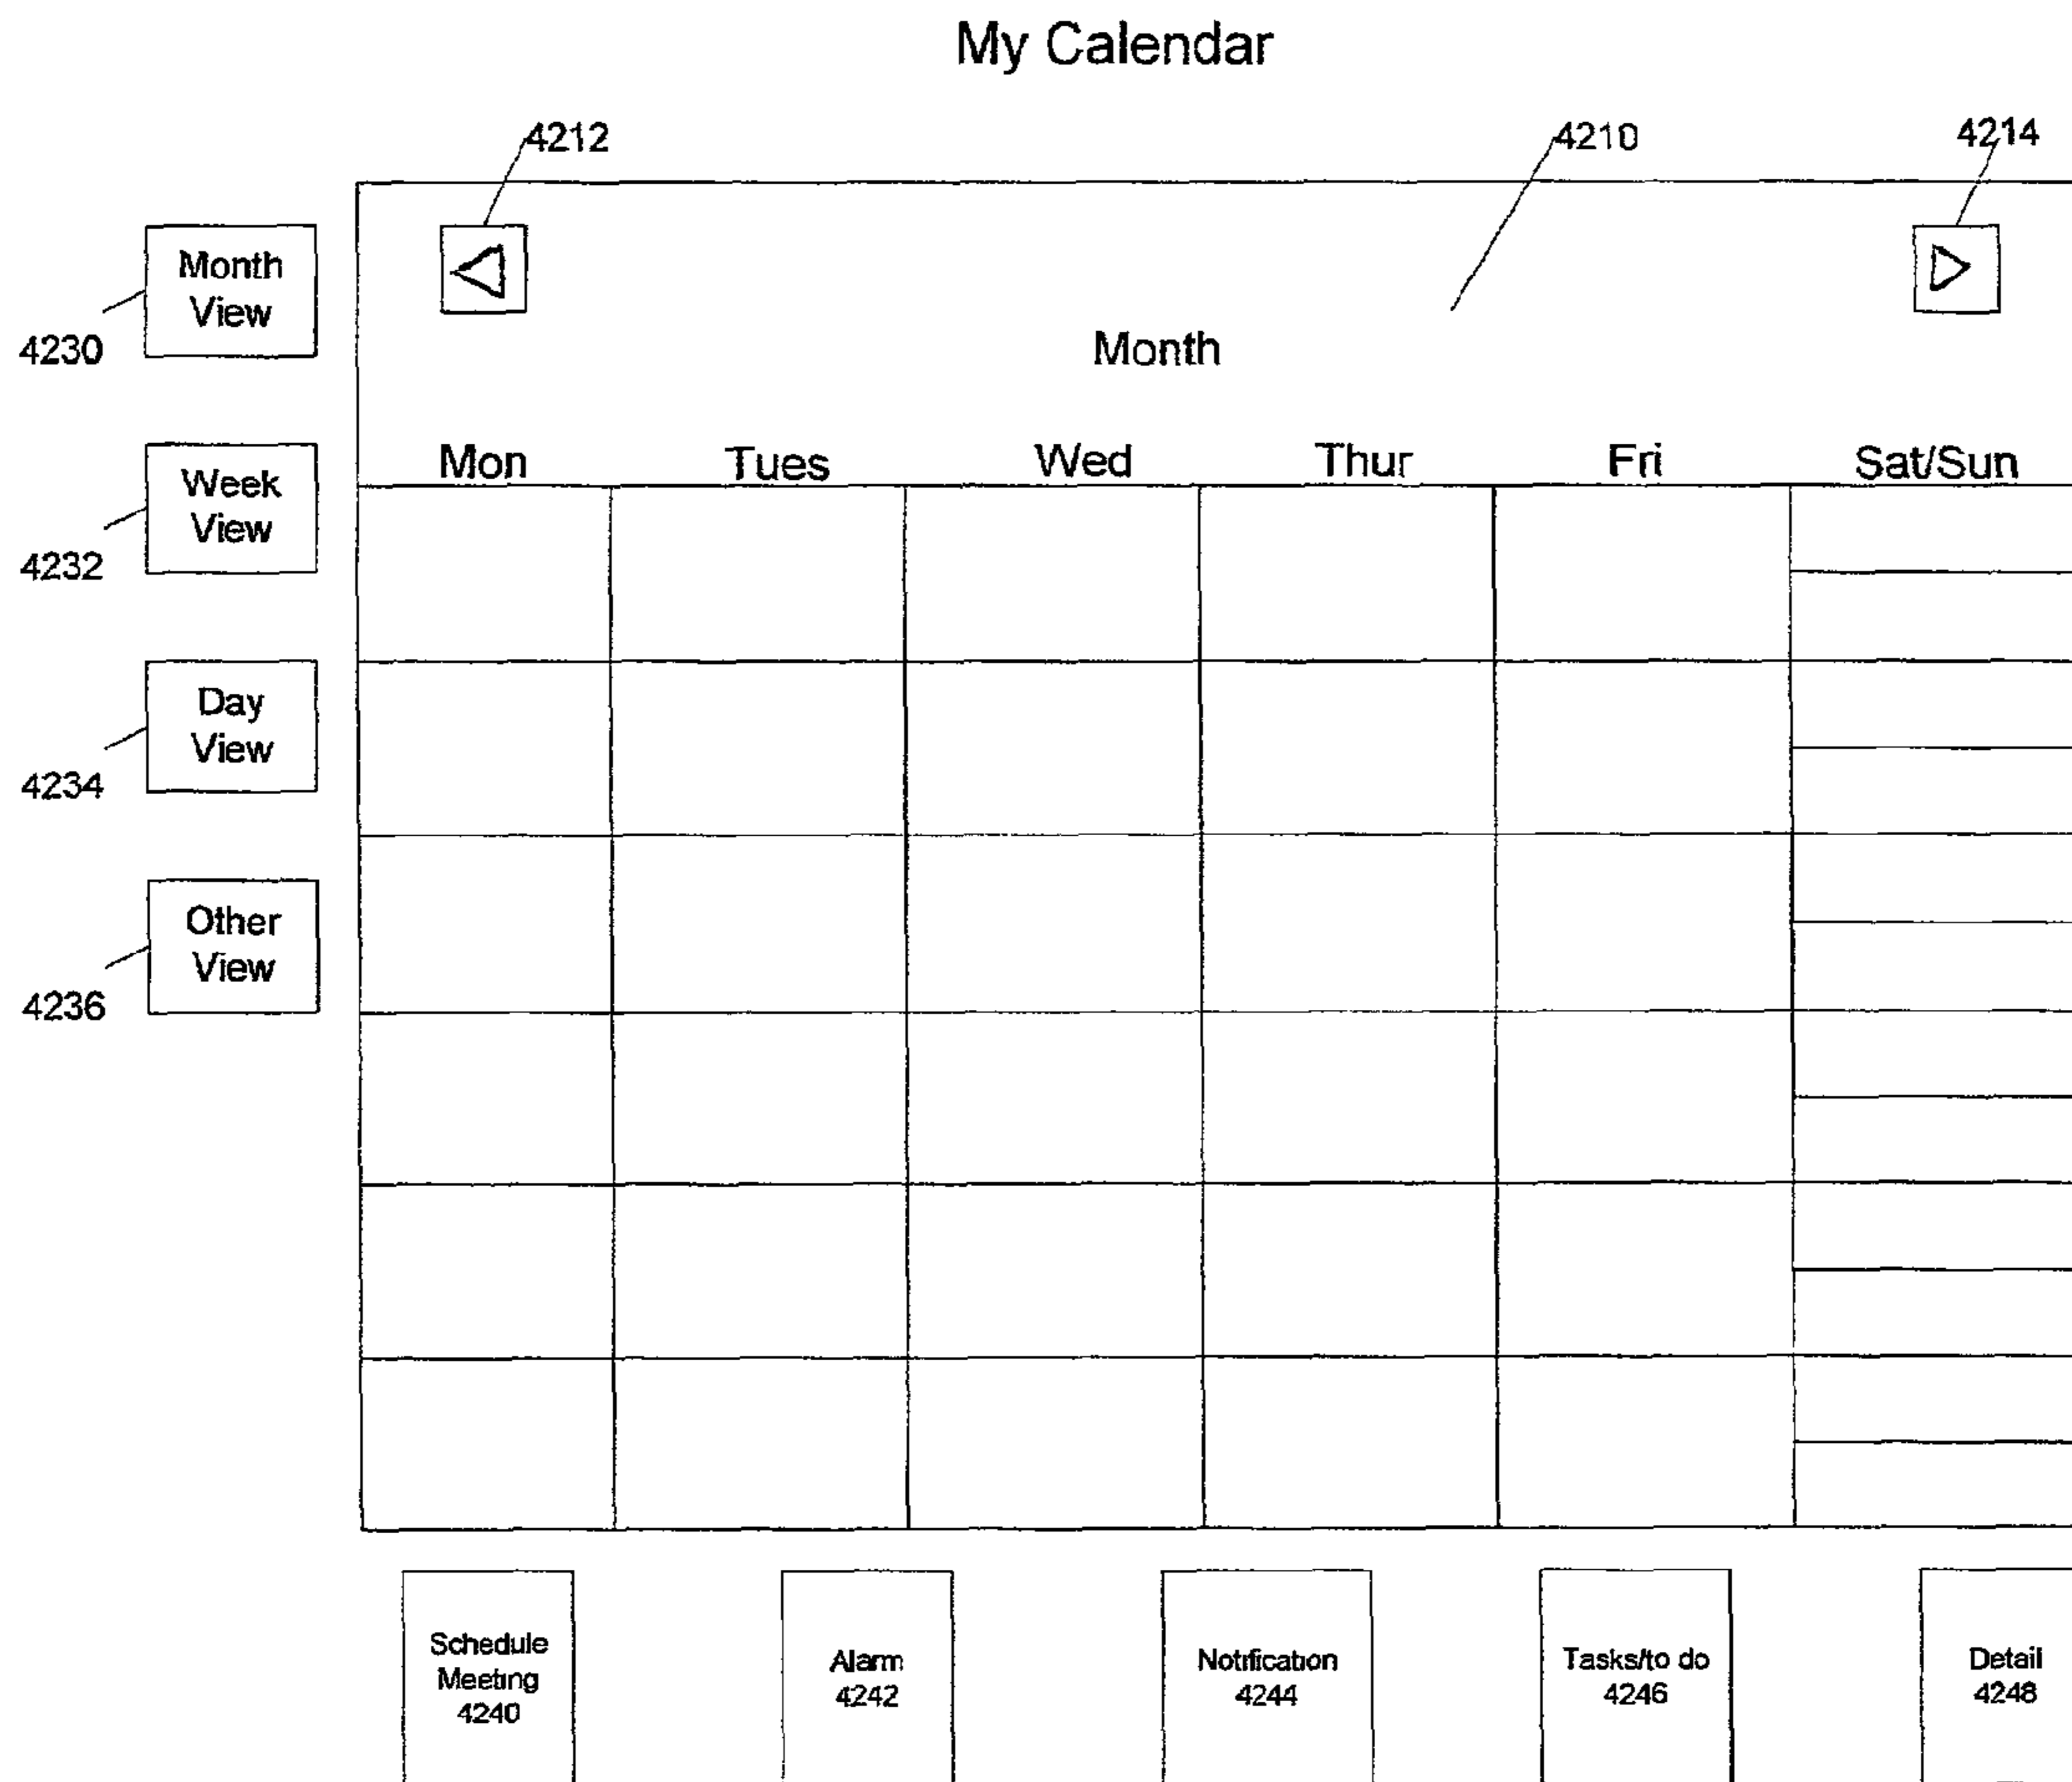 My Calendar
4212
4210
4214
Month
View
4230
Month
Mon Tues Wed Thur Fri Sat/Sun
Week
View
4232
Day
View
4234
Other
View
4236
Schedule
Meeting
4240
Alarm
4242
Notification
4244
Tasks/to do
4246
Detail
4248